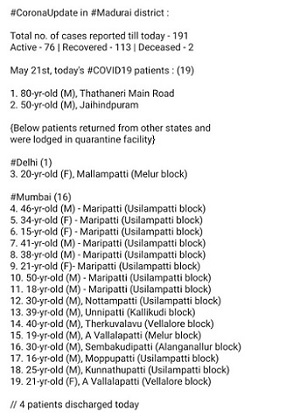 #CoronaUpdate in #Madurai district :
Total no. of cases reported till today - 191
Active - 76 | Recovered - 113 | Deceased - 2
May 21st, today's #COVID19 patients : (19)
1. 80-yr-old (M), Thathaneri Main Road
2. 50-yr-old (M), Jaihindpuram
{Below patients returned from other states and
were lodged in quarantine facility}
#Delhi (1)
3. 20-yr-old (F), Mallampatti (Melur block)
#Mumbai (16)
4. 46-yr-old (M) - Maripatti (Usilampatti block)
5. 34-yr-old (F) - Maripatti (Usilampatti block)
6. 15-yr-old (F) - Maripatti (Usilampatti block)
7. 41-yr-old (M) - Maripatti (Usilampatti block)
8. 38-yr-old (M) - Maripatti (Usilampatti block)
9. 21-yr-old (F)- Maripatti (Usilampatti block)
10. 50-yr-old (M) - Maripatti (Usilampatti block)
11. 18-yr-old (M) - Maripatti (Usilampatti block)
12. 30-yr-old (M), Nottampatti (Usilampatti block)
13. 39-yr-old (M), Unnipatti (Kallikudi block)
14. 40-yr-old (M), Therkuvalavu (Vellalore block)
15. 19-yr-old (M), A Vallalapatti (Melur block)
16. 30-yr-old (M), Sembakudipatti (Alanganallur block)
17. 16-yr-old (M), Moppupatti (Usilampatti block)
18. 25-yr-old (M), Kunnathupatti (Usilampatti block)
19. 21-yr-old (F), A Vallalapatti (Vellalore block)
// 4 patients discharged today